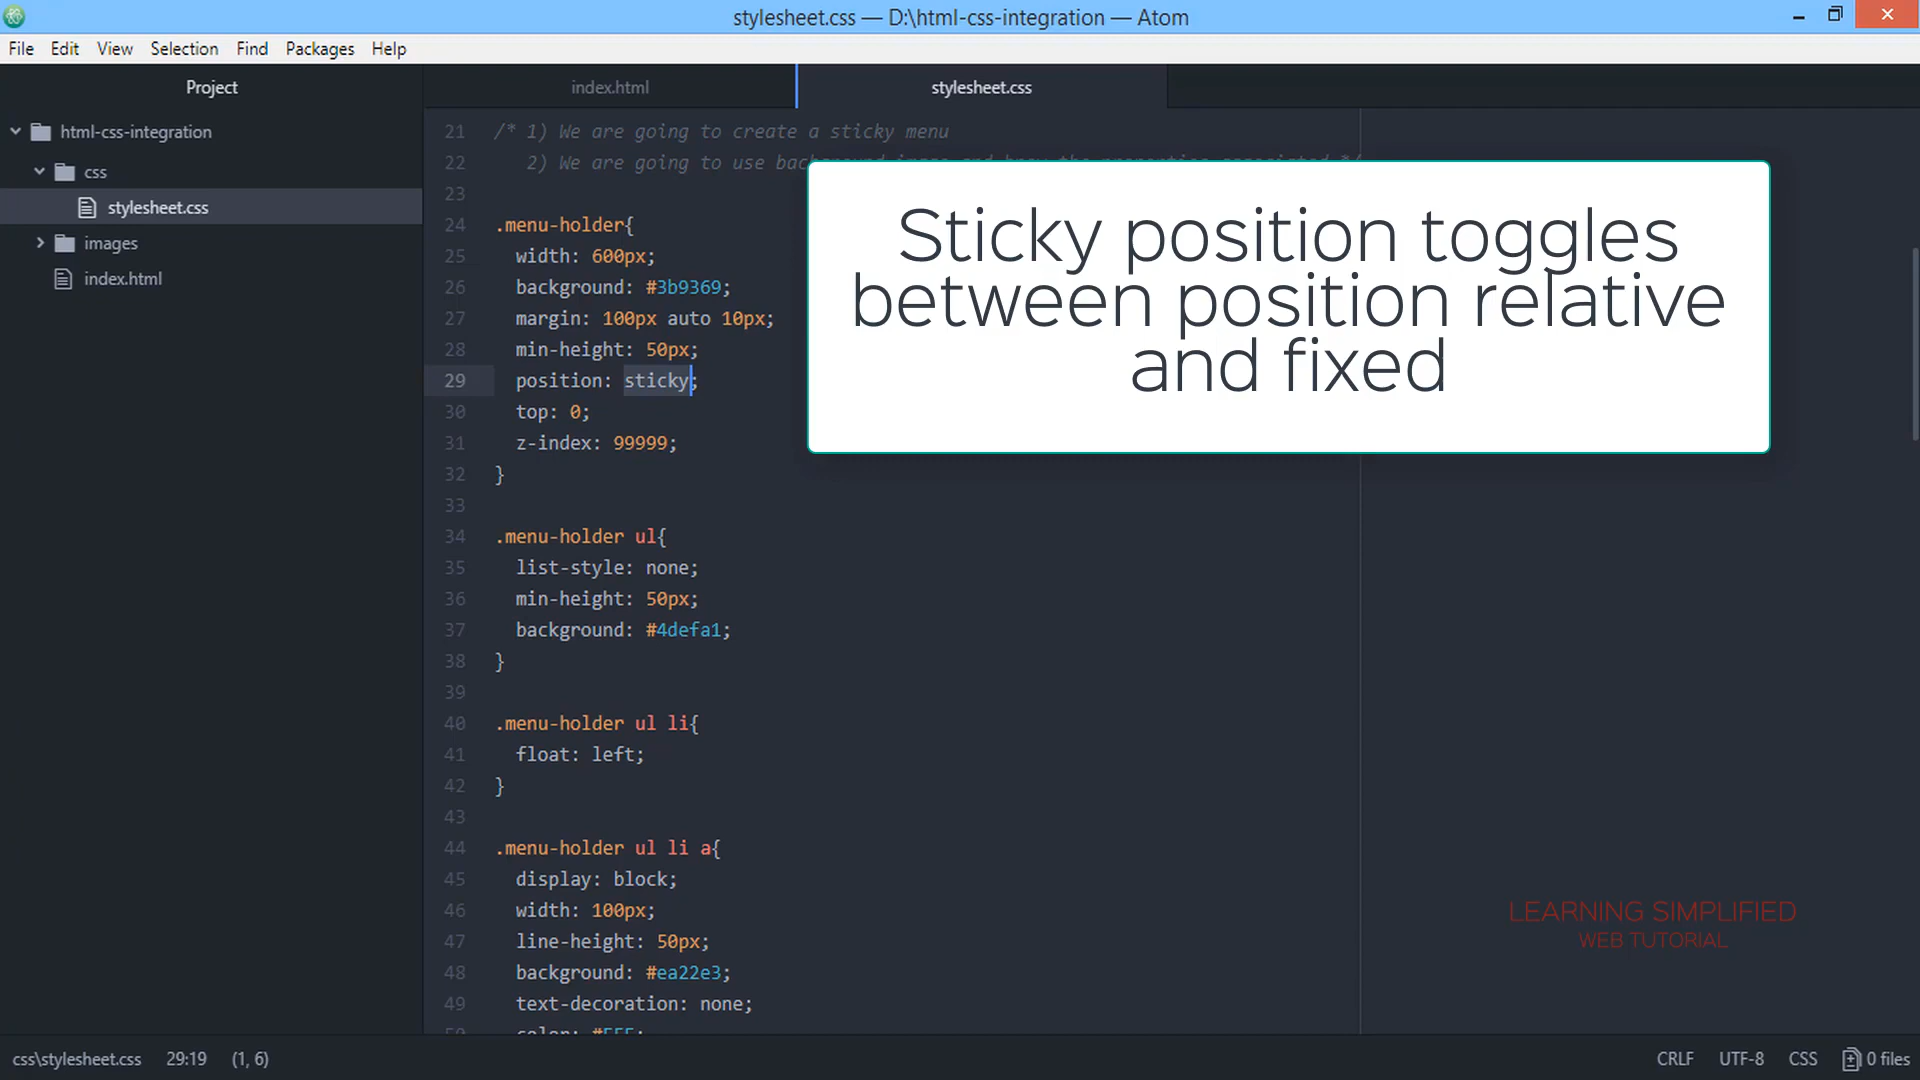 stylesheet.css — D:\html-css-integration — Atom
File Edit View Selection Find Packages Help
Project
html-css-integration
css
stylesheet.css
images
index.html
index.html
stylesheet.css
21 /* 1) We are going to create a sticky menu
22 2) We are going to use
23
24 .menu-holder{
25 width: 600px;
26 background: #3b9369;
27 margin: 100px auto 10px;
28 min-height: 50px;
29 position: sticky;
30 top: 0;
31 z-index: 99999;
32 }
33
34 .menu-holder ul{
35 list-style: none;
36 min-height: 50px;
37 background: #4defa1;
38 }
39
40 .menu-holder ul li{
41 float: left;
42 }
43
44 .menu-holder ul li a{
45 display: block;
46 width: 100px;
47 line-height: 50px;
48 background: #ea22e3;
49 text-decoration: none;
Sticky position toggles
between position relative
and fixed
LEARNING SIMPLIFIED
WEB TUTORIAL
css\stylesheet.css 29:19 (1, 6)
CRLF UTF-8 CSS 0 files